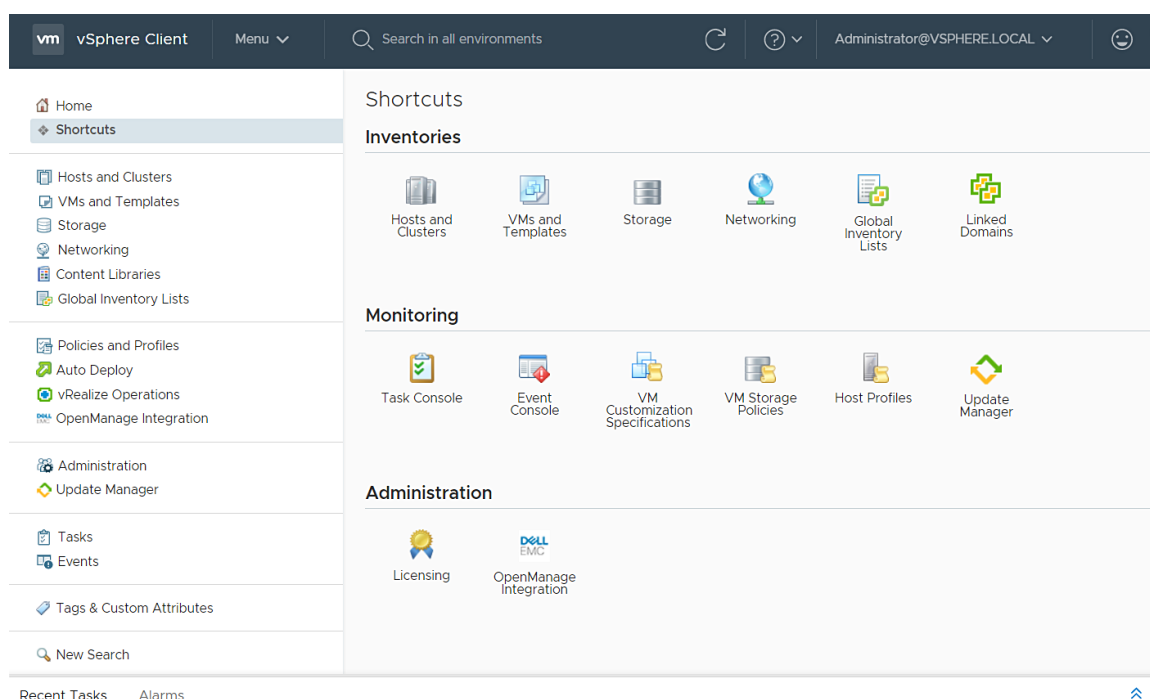 vm vSphere Client Menu Search in all environments Administrator@VSPHERE.LOCAL
Home
Shortcuts
Hosts and Clusters
VMs and Templates
Storage
Networking
Content Libraries
Global Inventory Lists
Policies and Profiles
Auto Deploy
vRealize Operations
DELL EMC OpenManage Integration
Administration
Update Manager
Tasks
Events
Tags & Custom Attributes
New Search
Shortcuts
Inventories
Hosts and
Clusters
VMs and
Templates
Storage
Networking
Global
Inventory
Lists
Linked
Domains
Monitoring
Task Console
Event
Console
VM
Customization
Specifications
VM Storage
Policies
Host Profiles
Update
Manager
Administration
Licensing
DELL
EMC
OpenManage
Integration
Recent Tasks Alarms